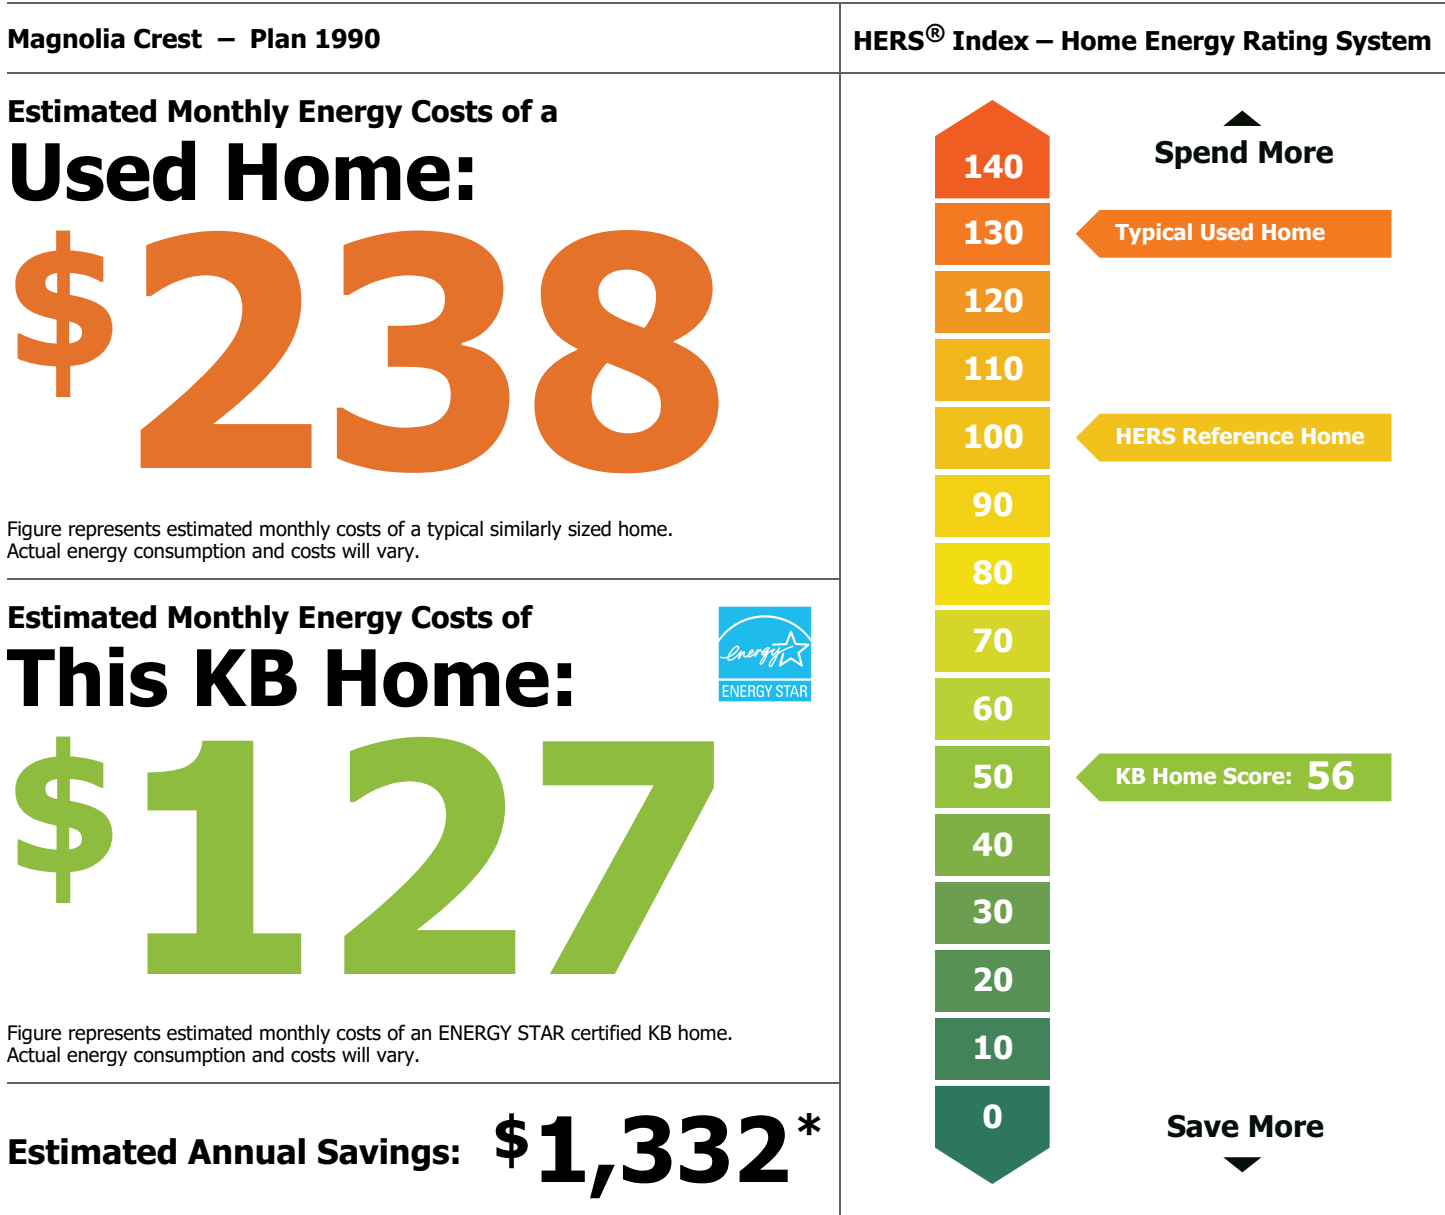 Magnolia Crest – Plan 1990
Estimated Monthly Energy Costs of a
Used Home:
$238
Figure represents estimated monthly costs of a typical similarly sized home.
Actual energy consumption and costs will vary.
Estimated Monthly Energy Costs of
This KB Home:
energy
ENERGY STAR
$127
Figure represents estimated monthly costs of an ENERGY STAR certified KB home.
Actual energy consumption and costs will vary.
Estimated Annual Savings: $1,332*
HERS® Index – Home Energy Rating System
Spend More
140
130
Typical Used Home
120
110
100
HERS Reference Home
90
80
70
60
50
KB Home Score: 56
40
30
20
10
0
Save More